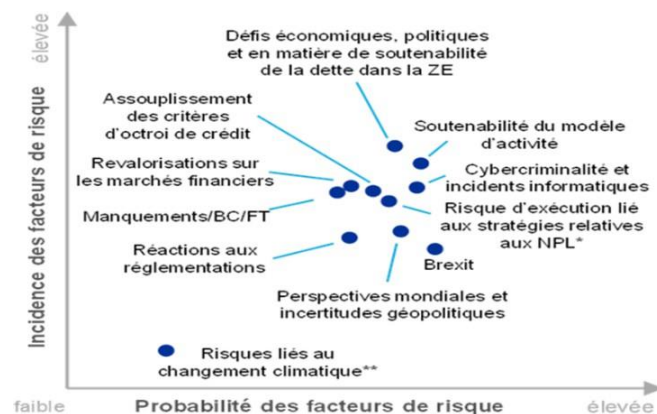 élevée
Incidence des facteurs de risque
Défis économiques, politiques
et en matière de soutenabilité
de la dette dans la ZE
Assouplissement
des critères
d'octroi de crédit
Soutenabilité du modèle
d'activité
Revalorisations sur
les marchés financiers
Cybercriminalité et
incidents informatiques
Manquements/BC/FT
Risque d'exécution lié
aux stratégies relatives
aux NPL*
Réactions aux
réglementations
Brexit
Perspectives mondiales et
incertitudes géopolitiques
Risques liés au
changement climatique**
faible
Probabilité des facteurs de risque
élevée